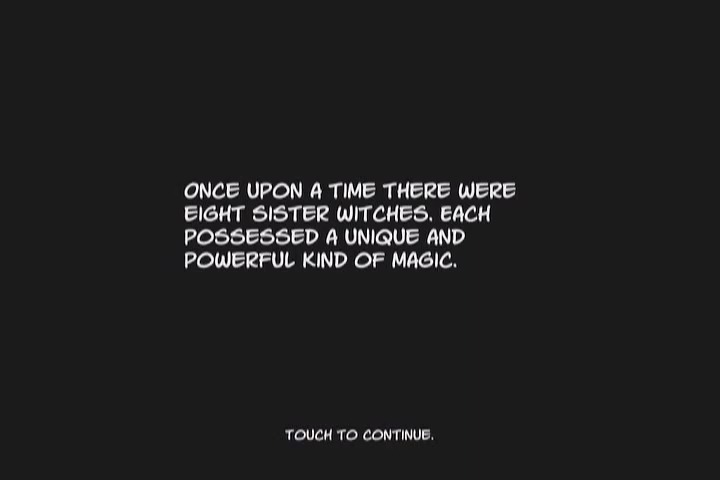 ONCE UPON A TIME THERE WERE
EIGHT SISTER WITCHES. EACH
POSSESSED A UNIQUE AND
POWERFUL KIND OF MAGIC.
TOUCH TO CONTINUE.